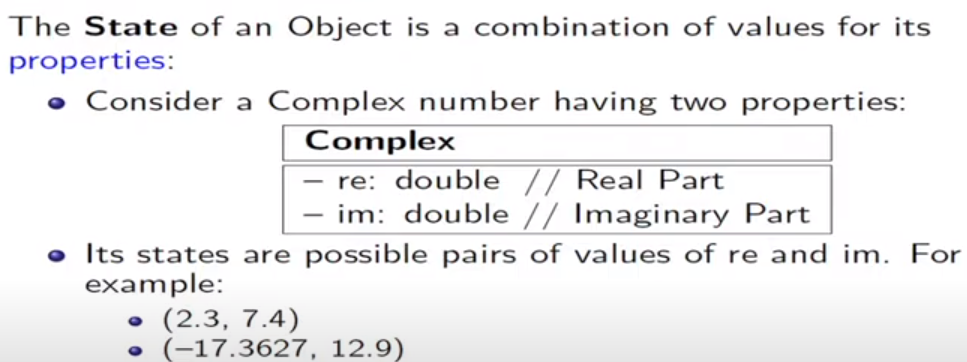 The State of an Object is a combination of values for its
properties:
Consider a Complex number having two properties:
Complex
– re: double // Real Part
– im: double // Imaginary Part
Its states are possible pairs of values of re and im. For
example:
(2.3, 7.4)
(−17.3627, 12.9)